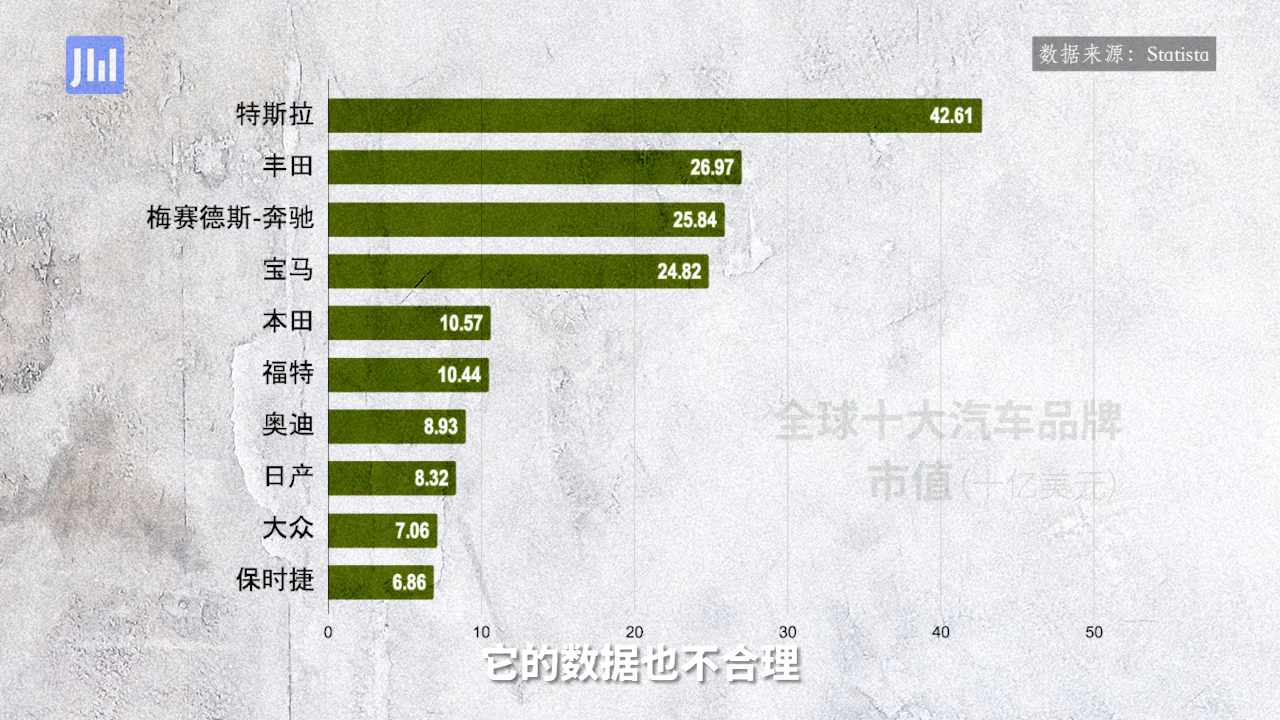 数据来源：Statista
特斯拉 42.61
丰田 26.97
梅赛德斯-奔驰 25.84
宝马 24.82
本田 10.57
福特 10.44
奥迪 8.93
日产 8.32
大众 7.06
保时捷 6.86
全球十大汽车品牌
市值（十亿美元）
0 10 20 30 40 50
它的数据也不合理